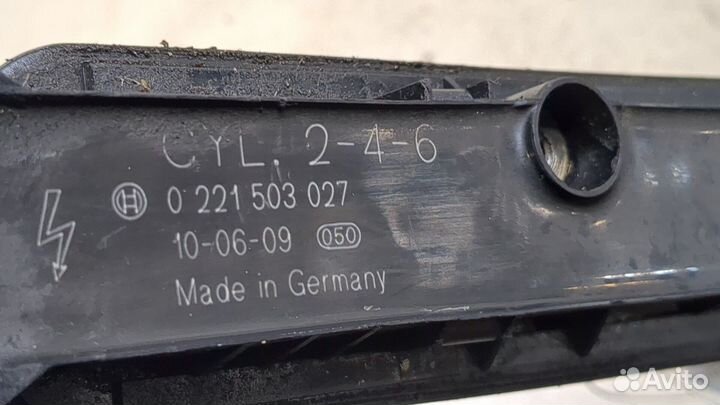 CYL. 2-4-6
0 221 503 027
10-06-09 050
Made in Germany
Avito